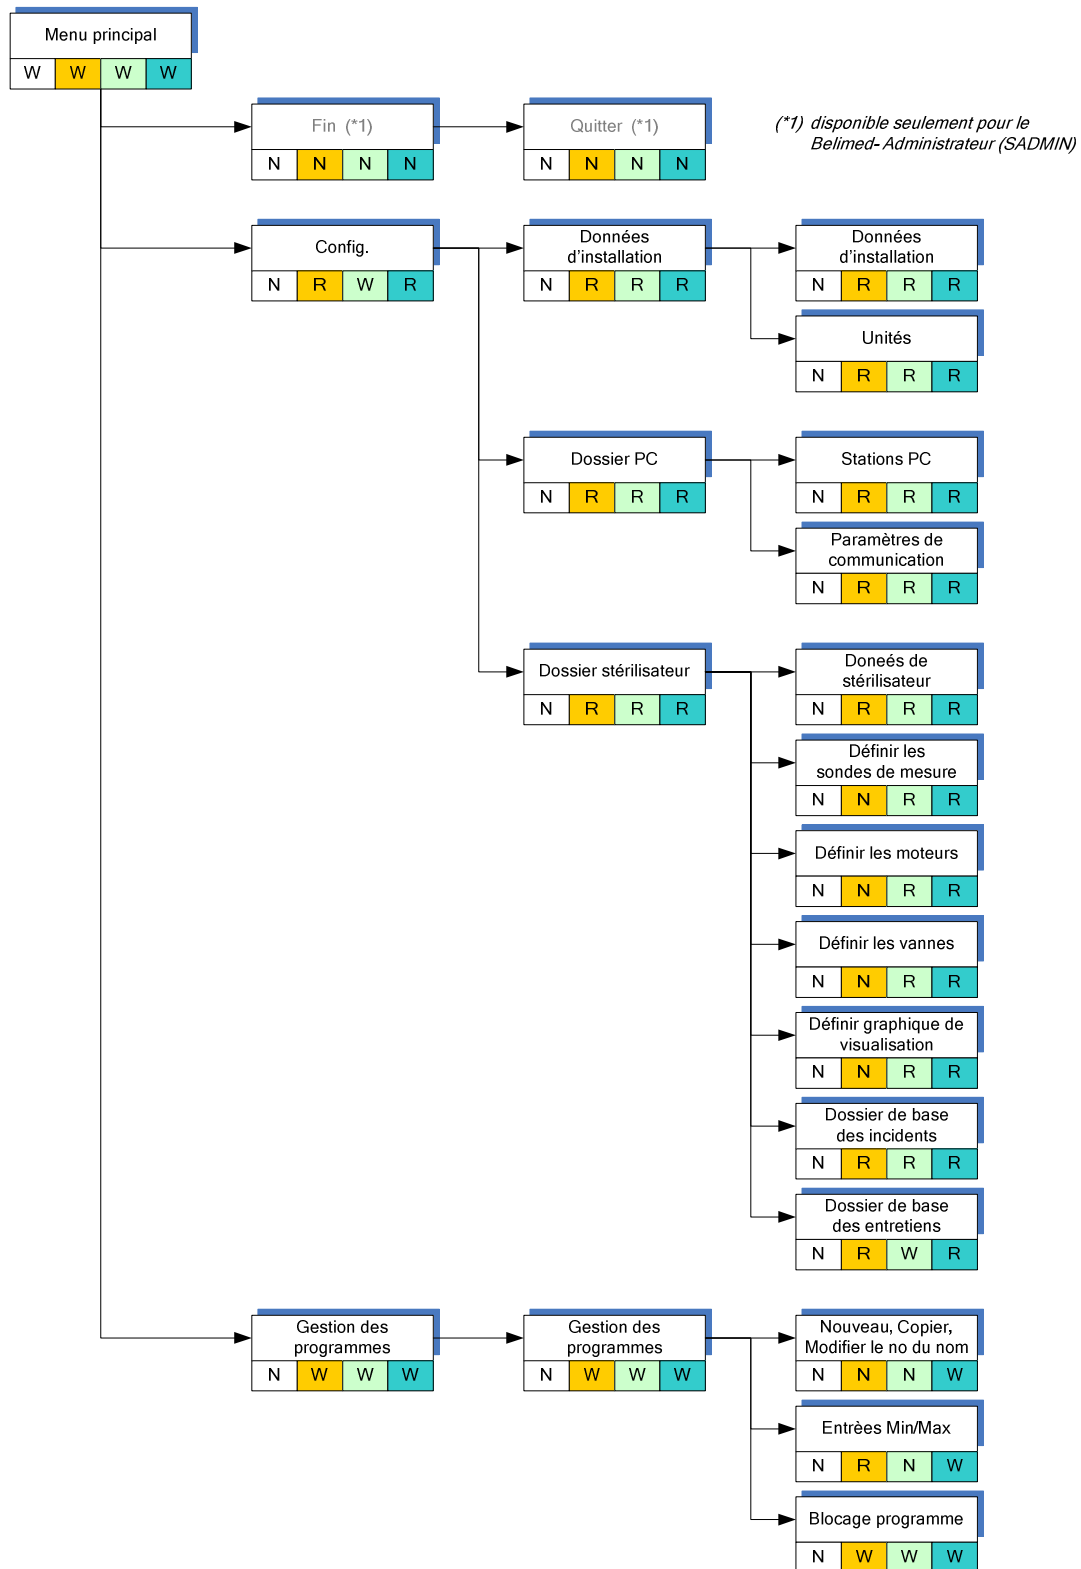 Menu principal
W W W W
Fin (*1)
N N N N
Quitter (*1)
N N N N
(*1) disponible seulement pour le
Belimed- Administrateur (SADMIN)
Config.
N R W R
Données
d'installation
N R R R
Données
d'installation
N R R R
Unités
N R R R
Dossier PC
N R R R
Stations PC
N R R R
Paramètres de
communication
N R R R
Dossier stérilisateur
N R R R
Doneés de
stérilisateur
N R R R
Définir les
sondes de mesure
N N R R
Définir les moteurs
N N R R
Définir les vannes
N N R R
Définir graphique de
visualisation
N N R R
Dossier de base
des incidents
N R R R
Dossier de base
des entretiens
N R W R
Gestion des
programmes
N W W W
Gestion des
programmes
N W W W
Nouveau, Copier,
Modifier le no du nom
N N N W
Entrèes Min/Max
N R N W
Blocage programme
N W W W